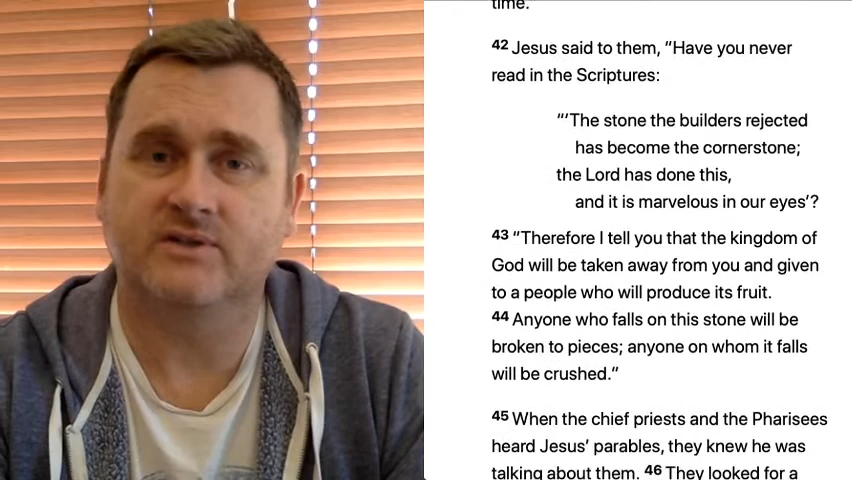 time.”
42 Jesus said to them, “Have you never
read in the Scriptures:
“‘The stone the builders rejected
has become the cornerstone;
the Lord has done this,
and it is marvelous in our eyes’?
43 “Therefore I tell you that the kingdom of
God will be taken away from you and given
to a people who will produce its fruit.
44 Anyone who falls on this stone will be
broken to pieces; anyone on whom it falls
will be crushed.”
45 When the chief priests and the Pharisees
heard Jesus’ parables, they knew he was
talking about them. 46 They looked for a